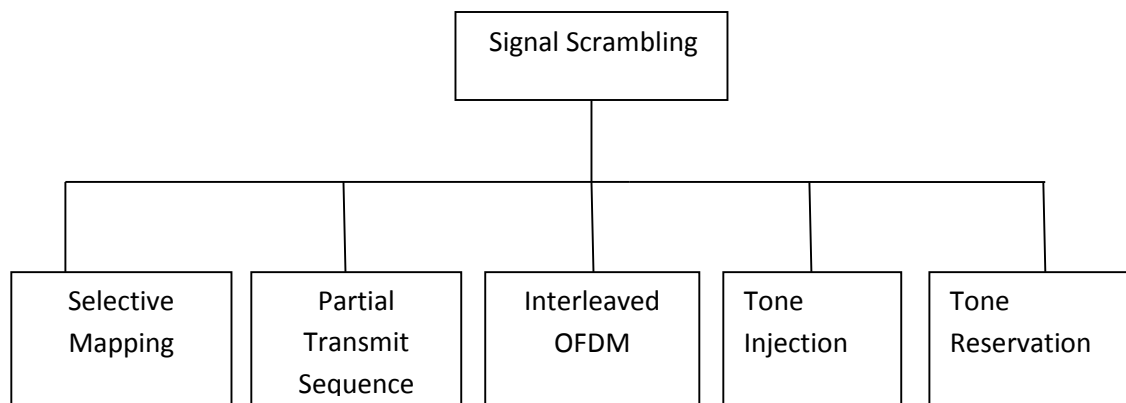 Signal Scrambling
Selective
Mapping
Partial
Transmit
Sequence
Interleaved
OFDM
Tone
Injection
Tone
Reservation